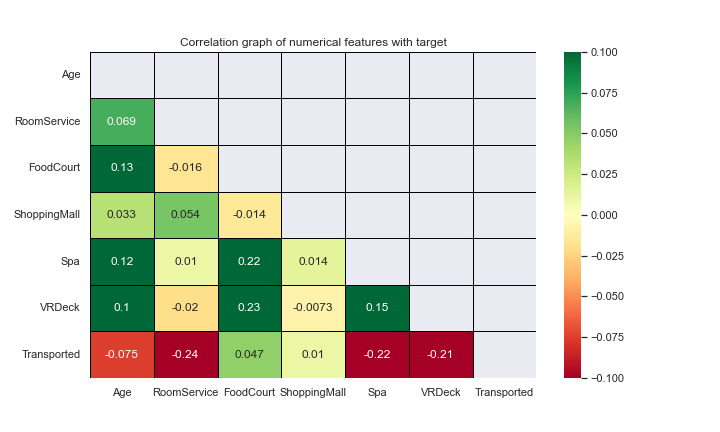 Correlation graph of numerical features with target
Age
RoomService 0.069
FoodCourt 0.13 -0.016
ShoppingMall 0.033 0.054 -0.014
Spa 0.12 0.01 0.22 0.014
VRDeck 0.1 -0.02 0.23 -0.0073 0.15
Transported -0.075 -0.24 0.047 0.01 -0.22 -0.21
Age RoomService FoodCourt ShoppingMall Spa VRDeck Transported
0.100
0.075
0.050
0.025
0.000
−0.025
−0.050
−0.075
−0.100